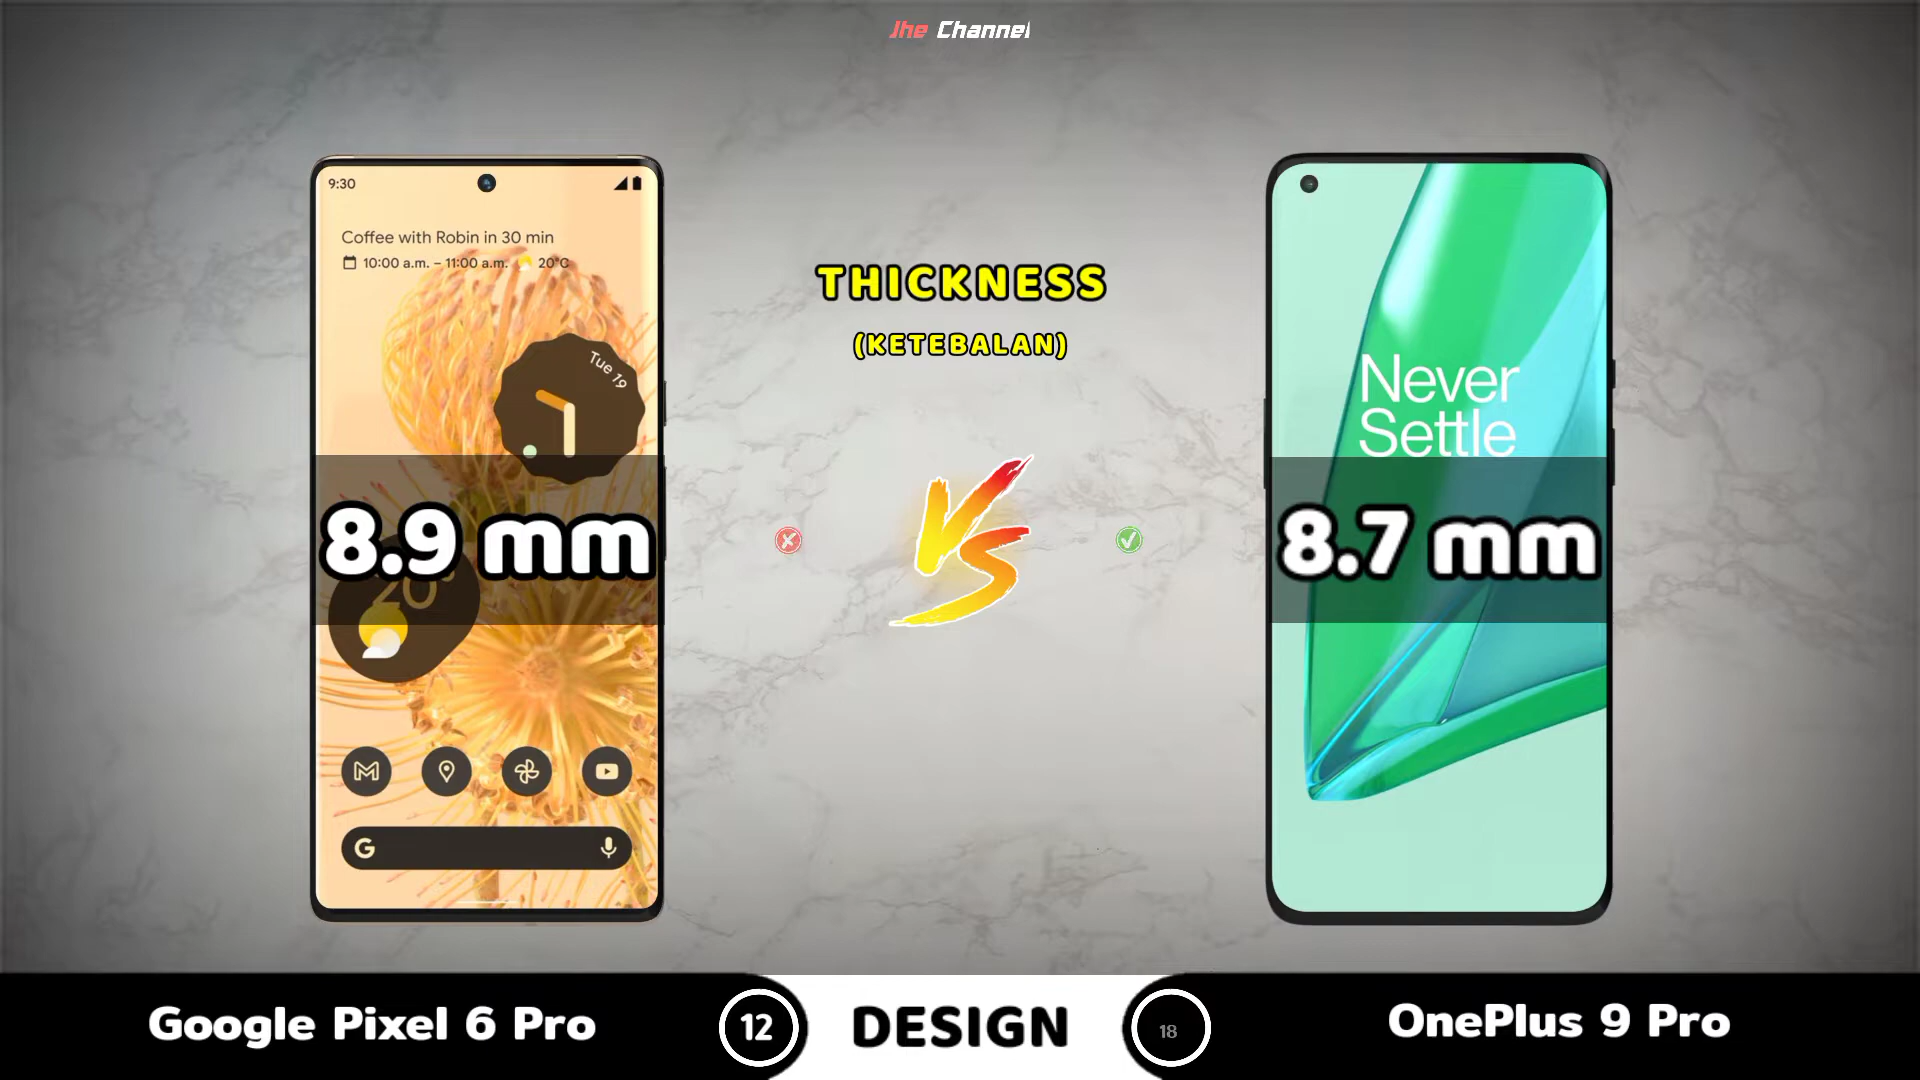 Jhe Channel
9:30
Coffee with Robin in 30 min
10:00 a.m. – 11:00 a.m. 20°C
Tue 19
THICKNESS
(KETEBALAN)
Never
Settle
VS
8.9 mm
8.7 mm
20°
G
Google Pixel 6 Pro
12
DESIGN
18
OnePlus 9 Pro